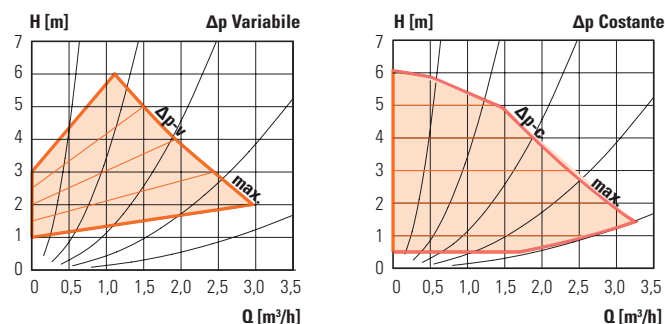 H [m] Δp Variabile
7
6
5
4
3
2
1
0
Δp-v
max.
0 0,5 1,0 1,5 2,0 2,5 3,0 3,5
Q [m³/h]
H [m] Δp Costante
7
6
5
4
3
2
1
0
Δp-c
max.
0 0,5 1,0 1,5 2,0 2,5 3,0 3,5
Q [m³/h]